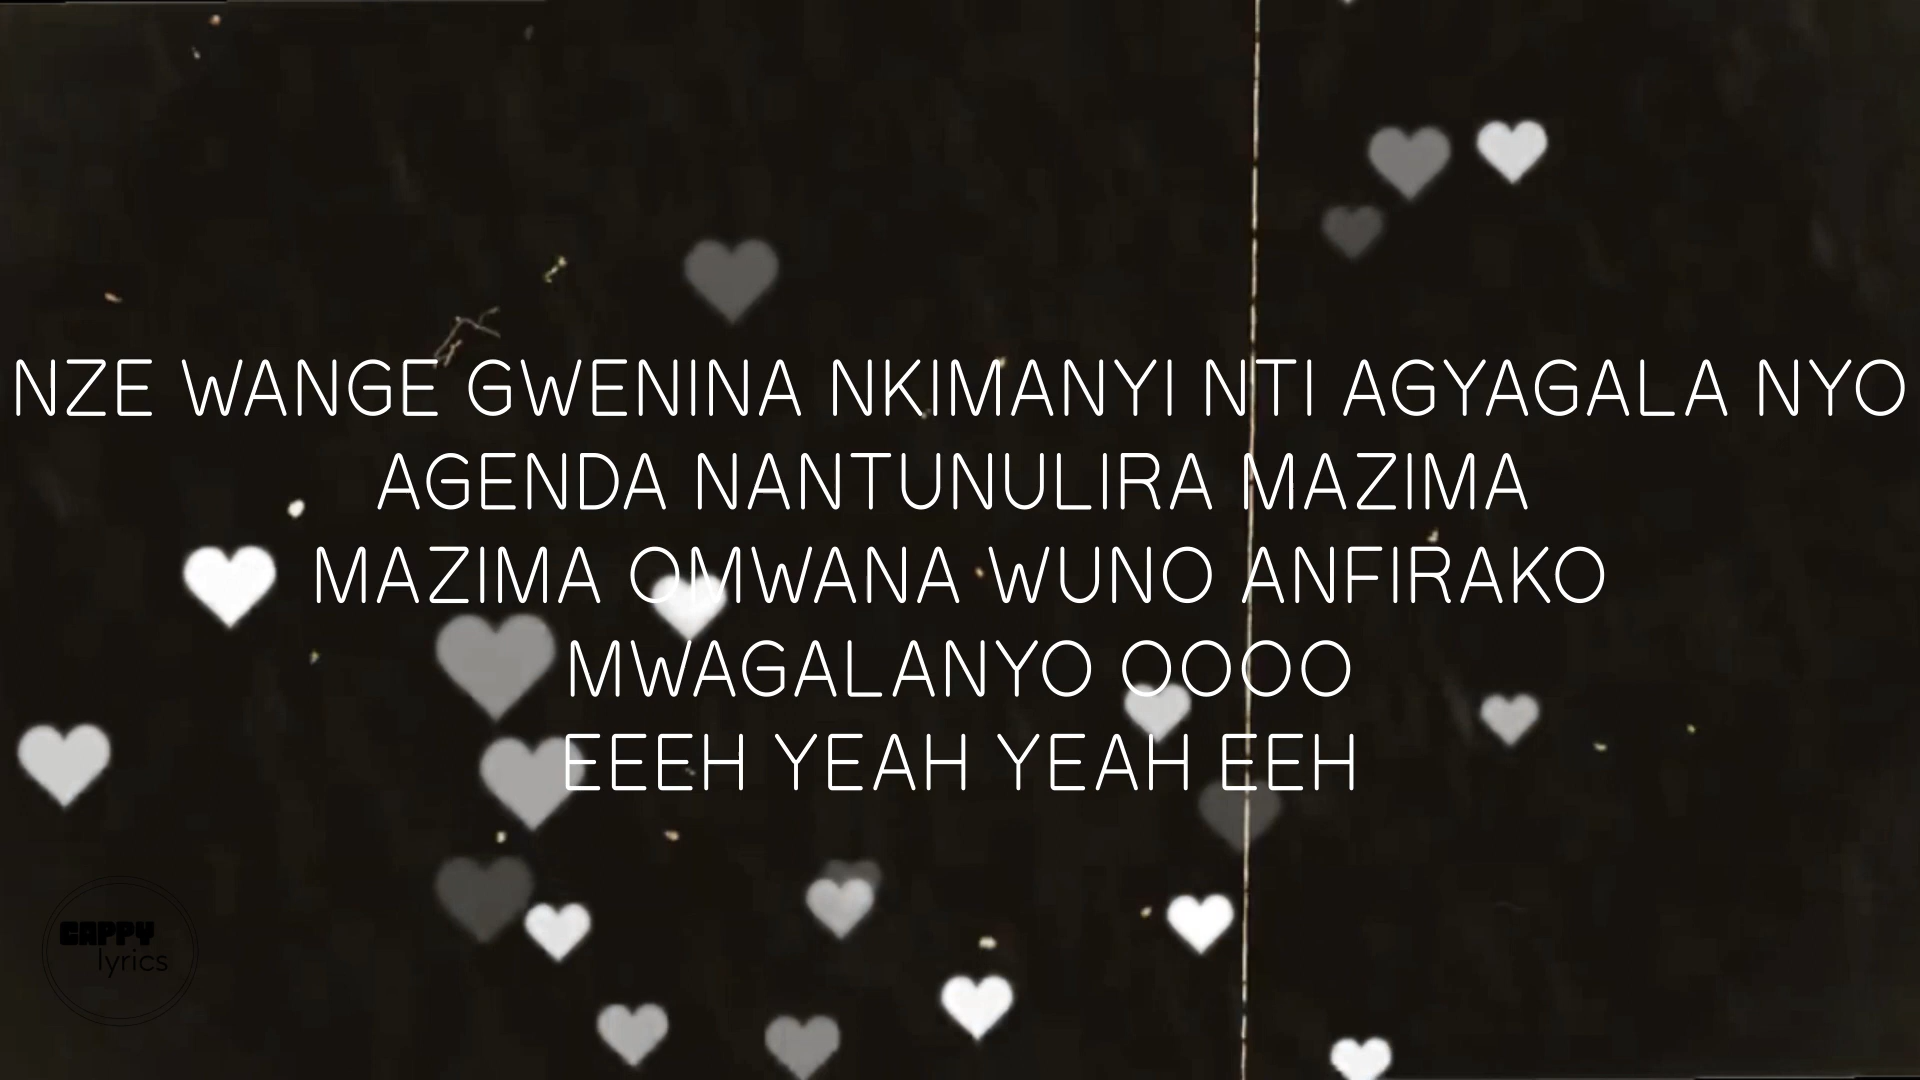 NZE WANGE GWENINA NKIMANYI NTI AGYAGALA NYO
AGENDA NANTUNULIRA MAZIMA
MAZIMA OMWANA WUNO ANFIRAKO
MWAGALANYO OOOO
EEEH YEAH YEAH EEH
CAPPY
lyrics